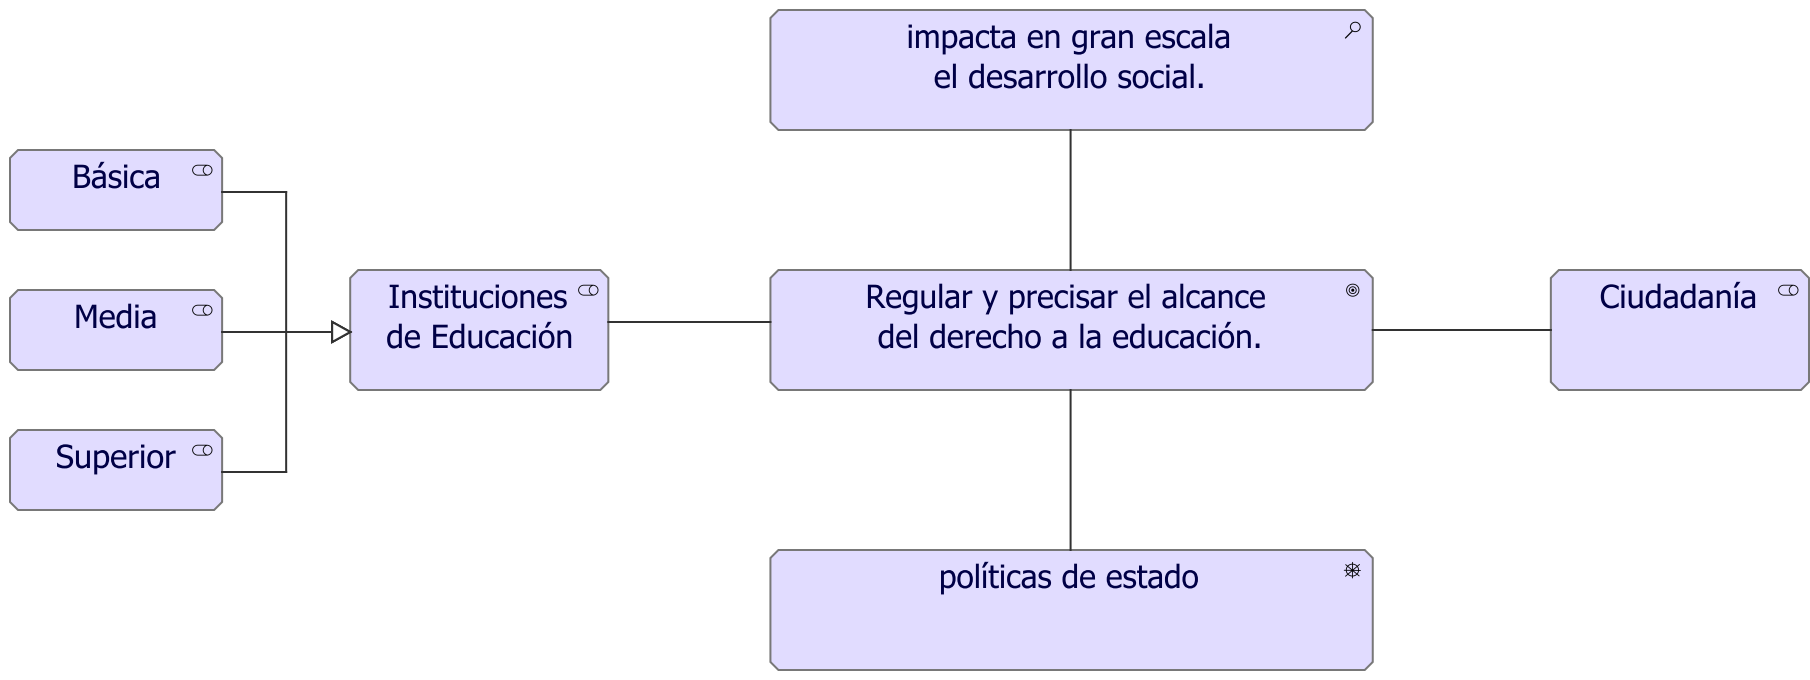 impacta en gran escala
el desarrollo social.
Básica
Media
Superior
Instituciones
de Educación
Regular y precisar el alcance
del derecho a la educación.
Ciudadanía
políticas de estado